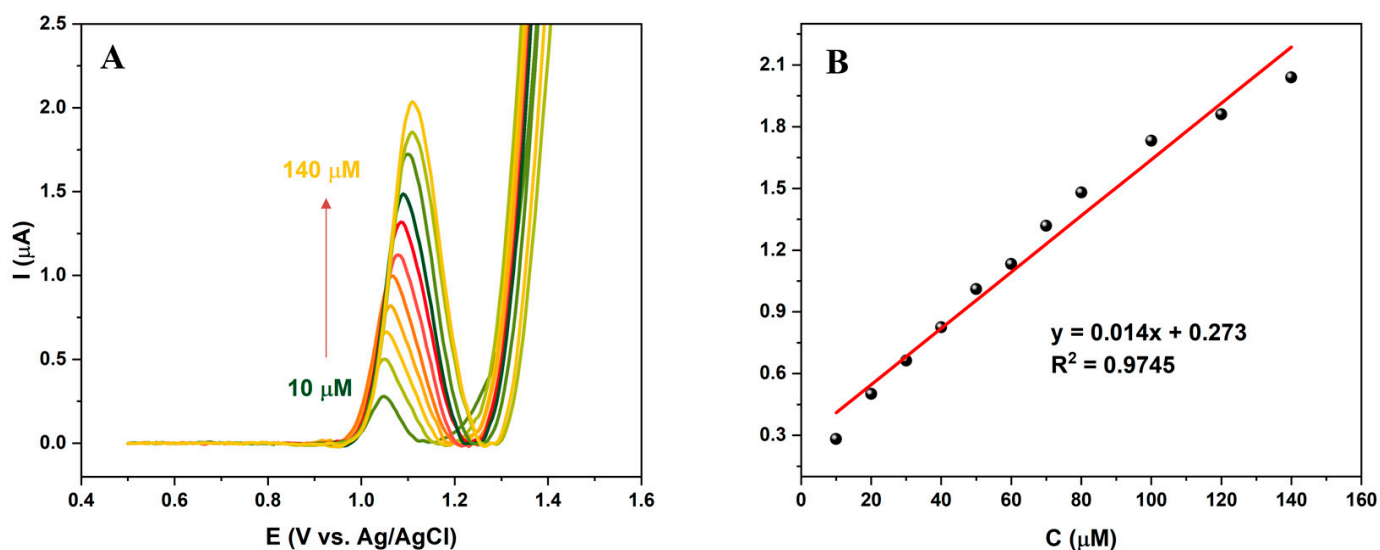 A
2.5
2.0
1.5
1.0
0.5
0.0
I (μA)
140 μM
10 μM
0.4 0.6 0.8 1.0 1.2 1.4 1.6
E (V vs. Ag/AgCl)
B
2.1
1.8
1.5
1.2
0.9
0.6
0.3
y = 0.014x + 0.273
R² = 0.9745
20 40 60 80 100 120 140 160
C (μM)